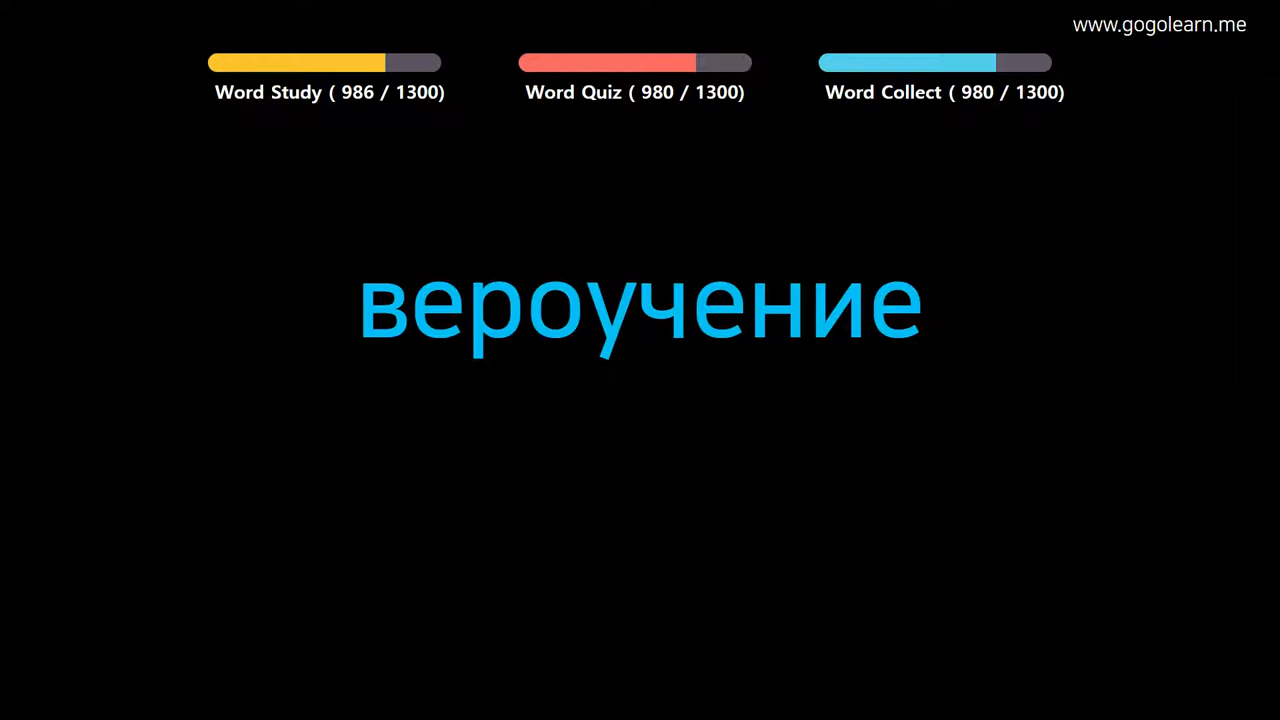 www.gogolearn.me
Word Study ( 986 / 1300)
Word Quiz ( 980 / 1300)
Word Collect ( 980 / 1300)
вероучение